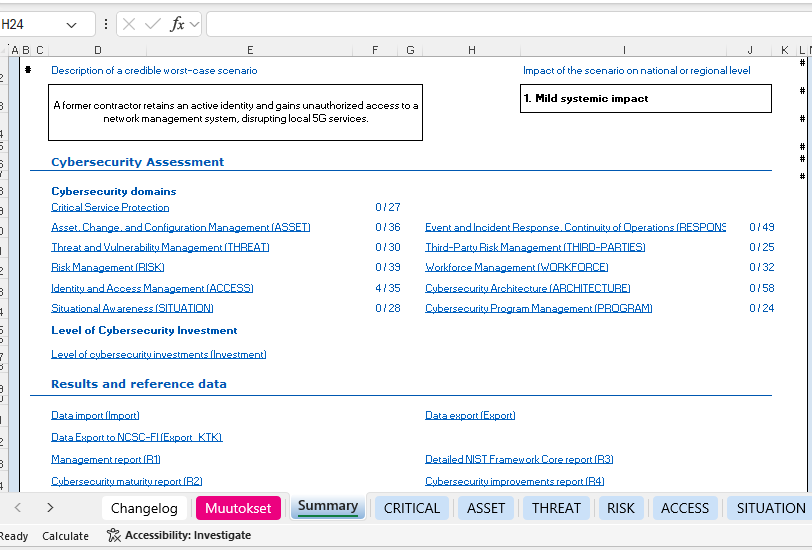 H24
fx
A B C D E F G H I J K L
# Description of a credible worst-case scenario Impact of the scenario on national or regional level #
A former contractor retains an active identity and gains unauthorized access to a
network management system, disrupting local 5G services.
1. Mild systemic impact #
#
#
Cybersecurity Assessment #
#
Cybersecurity domains
Critical Service Protection 0/27
Asset, Change, and Configuration Management (ASSET) 0/36 Event and Incident Response, Continuity of Operations (RESPONS 0/49
Threat and Vulnerability Management (THREAT) 0/30 Third-Party Risk Management (THIRD-PARTIES) 0/25
Risk Management (RISK) 0/39 Workforce Management (WORKFORCE) 0/32
Identity and Access Management (ACCESS) 4/35 Cybersecurity Architecture (ARCHITECTURE) 0/58
Situational Awareness (SITUATION) 0/28 Cybersecurity Program Management (PROGRAM) 0/24
Level of Cybersecurity Investment
Level of cybersecurity investments (Investment)
Results and reference data
Data import (Import) Data export (Export)
Data Export to NCSC-FI (Export_KTK)
Management report (R1) Detailed NIST Framework Core report (R3)
Cybersecurity maturity report (R2) Cybersecurity improvements report (R4)
Changelog Muutokset Summary CRITICAL ASSET THREAT RISK ACCESS SITUATION
Ready Calculate Accessibility: Investigate